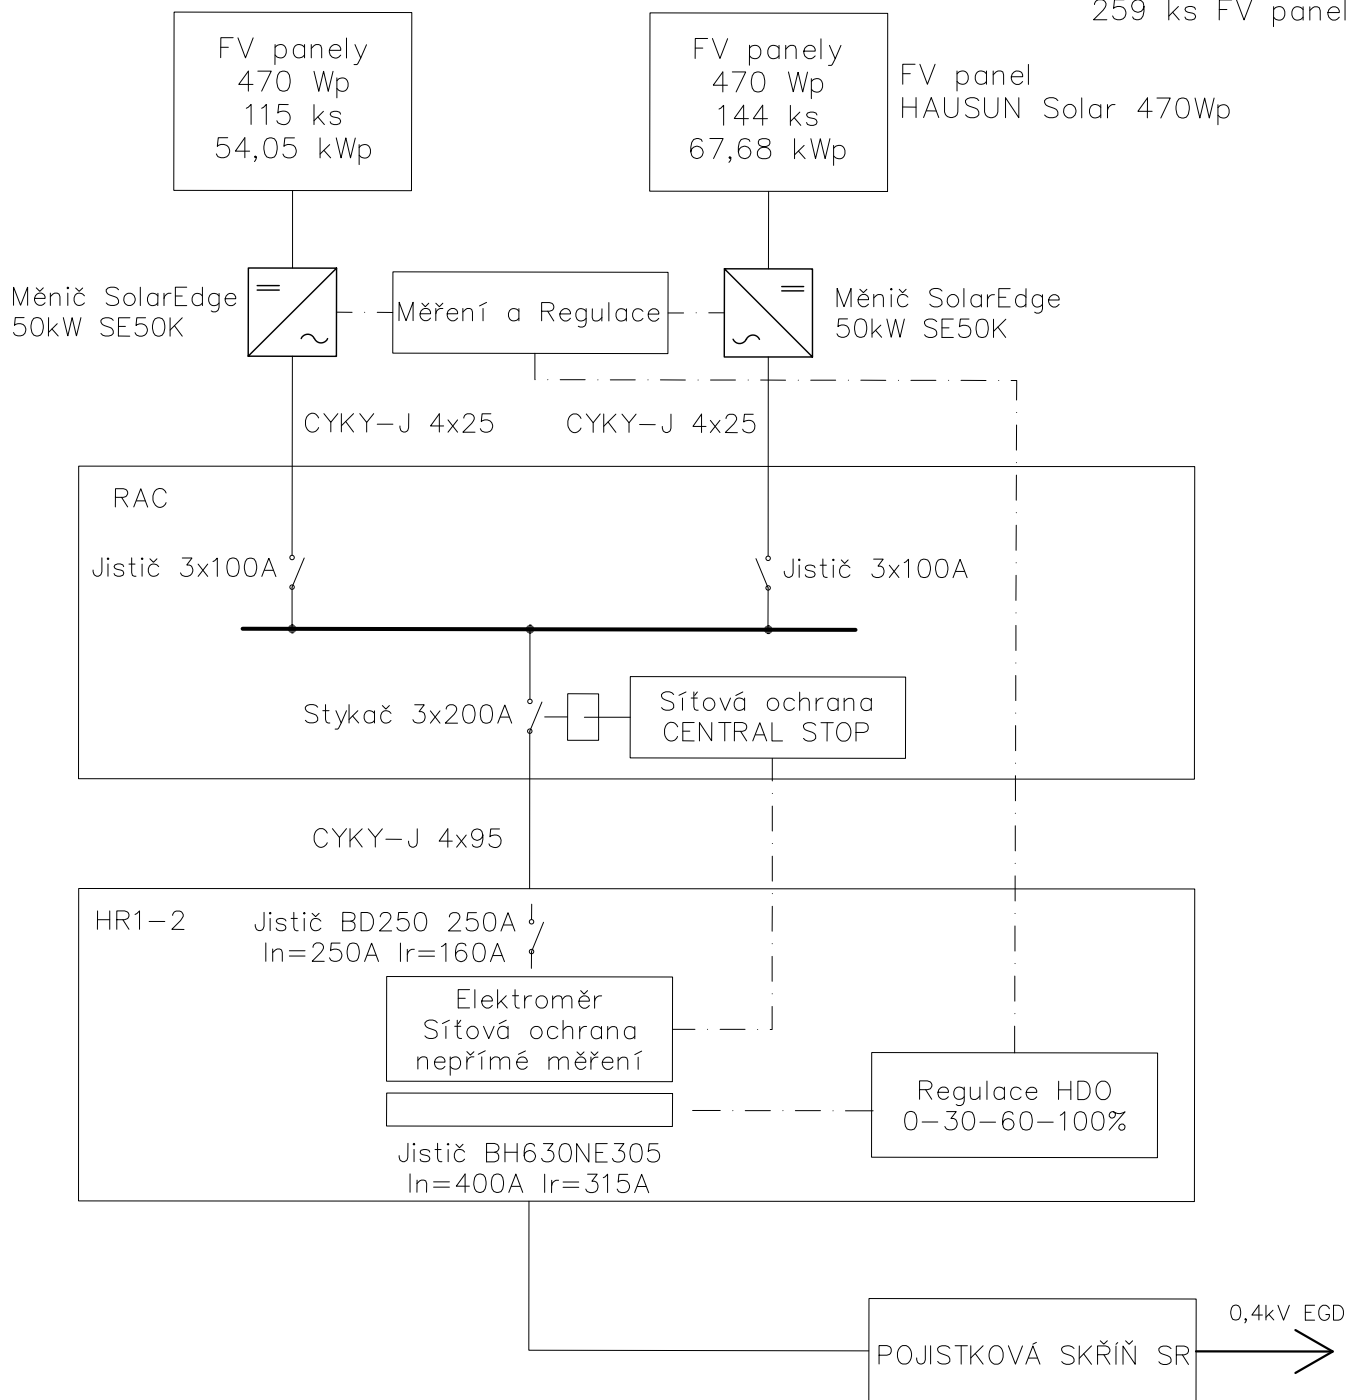 259 ks FV panel
FV panely
470 Wp
115 ks
54,05 kWp
FV panely
470 Wp
144 ks
67,68 kWp
FV panel
HAUSUN Solar 470Wp
Měnič SolarEdge
50kW SE50K
Měření a Regulace
Měnič SolarEdge
50kW SE50K
CYKY-J 4x25
CYKY-J 4x25
RAC
Jistič 3x100A
Jistič 3x100A
Stykač 3x200A
Síťová ochrana
CENTRAL STOP
CYKY-J 4x95
HR1-2
Jistič BD250 250A
In=250A Ir=160A
Elektroměr
Síťová ochrana
nepřímé měření
Regulace HDO
0-30-60-100%
Jistič BH630NE305
In=400A Ir=315A
0,4kV EGD
POJISTKOVÁ SKŘÍŇ SR